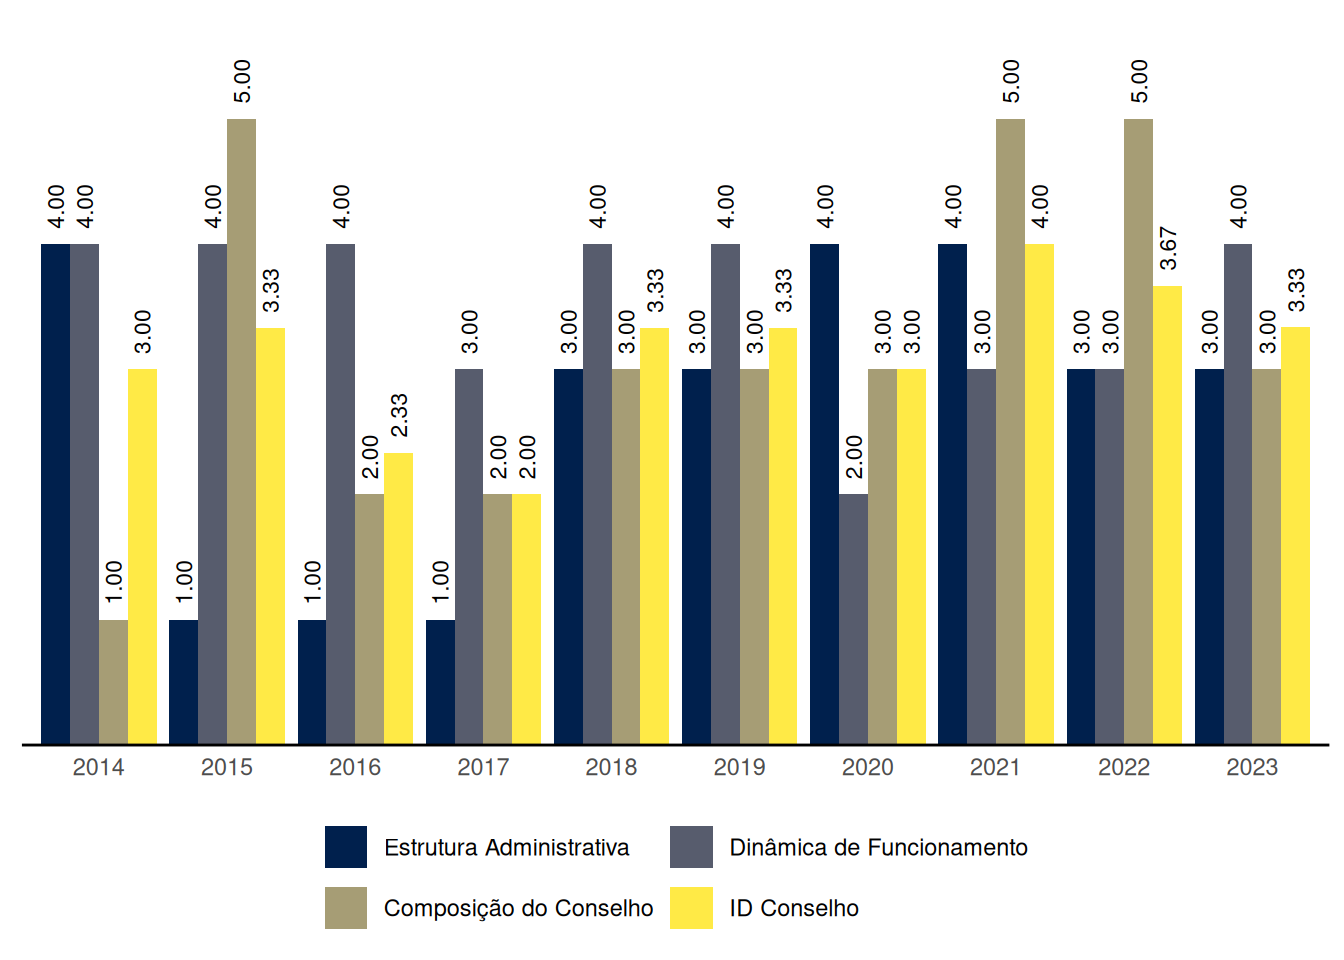 5.00 5.00 5.00
4.00 4.00 4.00 4.00 4.00 4.00 4.00 4.00 4.00 4.00
3.67
3.33 3.33 3.33 3.33
3.00 3.00 3.00 3.00 3.00 3.00 3.00 3.00 3.00 3.00 3.00 3.00 3.00
2.33
2.00 2.00 2.00 2.00
1.00 1.00 1.00 1.00
2014 2015 2016 2017 2018 2019 2020 2021 2022 2023
Estrutura Administrativa Dinâmica de Funcionamento
Composição do Conselho ID Conselho